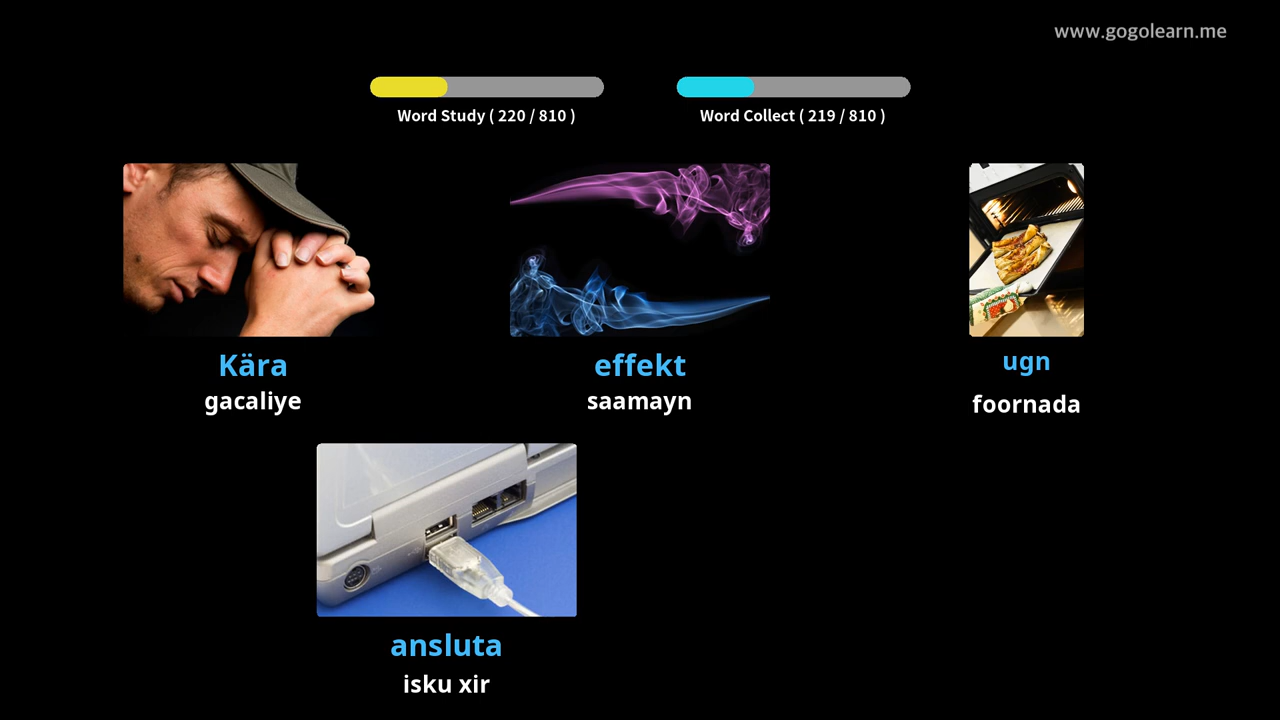 www.gogolearn.me
Word Study ( 220 / 810 )
Word Collect ( 219 / 810 )
Kära
gacaliye
effekt
saamayn
ugn
foornada
ansluta
isku xir